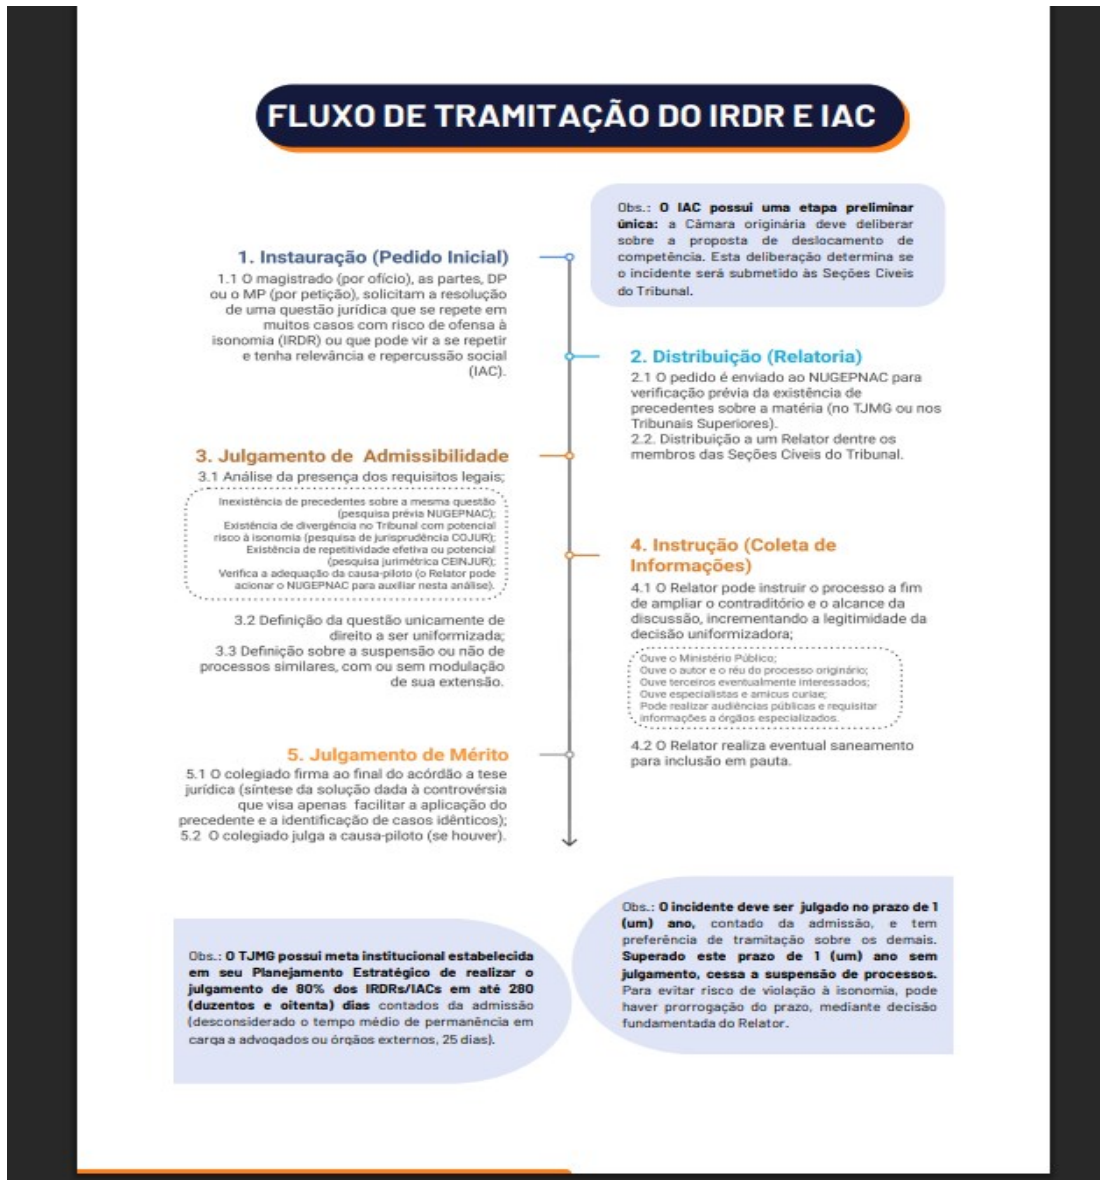 FLUXO DE TRAMITAÇÃO DO IRDR E IAC
Obs.: O IAC possui uma etapa preliminar
única: a Câmara originária deve deliberar
sobre a proposta de deslocamento de
competência. Esta deliberação determina se
o incidente será submetido às Seções Cíveis
do Tribunal.
1. Instauração (Pedido Inicial)
1.1 O magistrado (por ofício), as partes, DP
ou o MP (por petição), solicitam a resolução
de uma questão jurídica que se repete em
muitos casos com risco de ofensa à
isonomia (IRDR) ou que pode vir a se repetir
e tenha relevância e repercussão social
(IAC).
2. Distribuição (Relatoria)
2.1 O pedido é enviado ao NUGEPNAC para
verificação prévia da existência de
precedentes sobre a matéria (no TJMG ou nos
Tribunais Superiores).
2.2. Distribuição a um Relator dentre os
membros das Seções Cíveis do Tribunal.
3. Julgamento de Admissibilidade
3.1 Análise da presença dos requisitos legais;
Inexistência de precedentes sobre a mesma questão
(pesquisa prévia NUGEPNAC);
Existência de divergência no Tribunal com potencial
risco à isonomia (pesquisa de jurisprudência COJUR);
Existência de repetitividade efetiva ou potencial
(pesquisa jurimétrica CEINJUR);
Verifica a adequação da causa-piloto (o Relator pode
acionar o NUGEPNAC para auxiliar nesta análise).
3.2 Definição da questão unicamente de
direito a ser uniformizada;
3.3 Definição sobre a suspensão ou não de
processos similares, com ou sem modulação
de sua extensão.
4. Instrução (Coleta de
Informações)
4.1 O Relator pode instruir o processo a fim
de ampliar o contraditório e o alcance da
discussão, incrementando a legitimidade da
decisão uniformizadora;
Ouve o Ministério Público;
Ouve o autor e o réu do processo originário;
Ouve terceiros eventualmente interessados;
Ouve especialistas e amicus curiae;
Pode realizar audiências públicas e requisitar
informações a órgãos especializados.
4.2 O Relator realiza eventual saneamento
para inclusão em pauta.
5. Julgamento de Mérito
5.1 O colegiado firma ao final do acórdão a tese
jurídica (síntese da solução dada à controvérsia
que visa apenas facilitar a aplicação do
precedente e a identificação de casos idênticos);
5.2 O colegiado julga a causa-piloto (se houver).
Obs.: O TJMG possui meta institucional estabelecida
em seu Planejamento Estratégico de realizar o
julgamento de 80% dos IRDRs/IACs em até 280
(duzentos e oitenta) dias contados da admissão
(desconsiderado o tempo médio de permanência em
carga a advogados ou órgãos externos, 25 dias).
Obs.: O incidente deve ser julgado no prazo de 1
(um) ano, contado da admissão, e tem
preferência de tramitação sobre os demais.
Superado este prazo de 1 (um) ano sem
julgamento, cessa a suspensão de processos.
Para evitar risco de violação à isonomia, pode
haver prorrogação do prazo, mediante decisão
fundamentada do Relator.